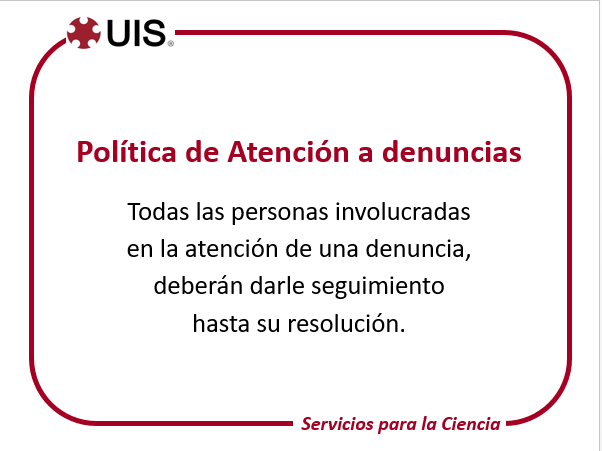 UIS®
Política de Atención a denuncias
Todas las personas involucradas
en la atención de una denuncia,
deberán darle seguimiento
hasta su resolución.
Servicios para la Ciencia